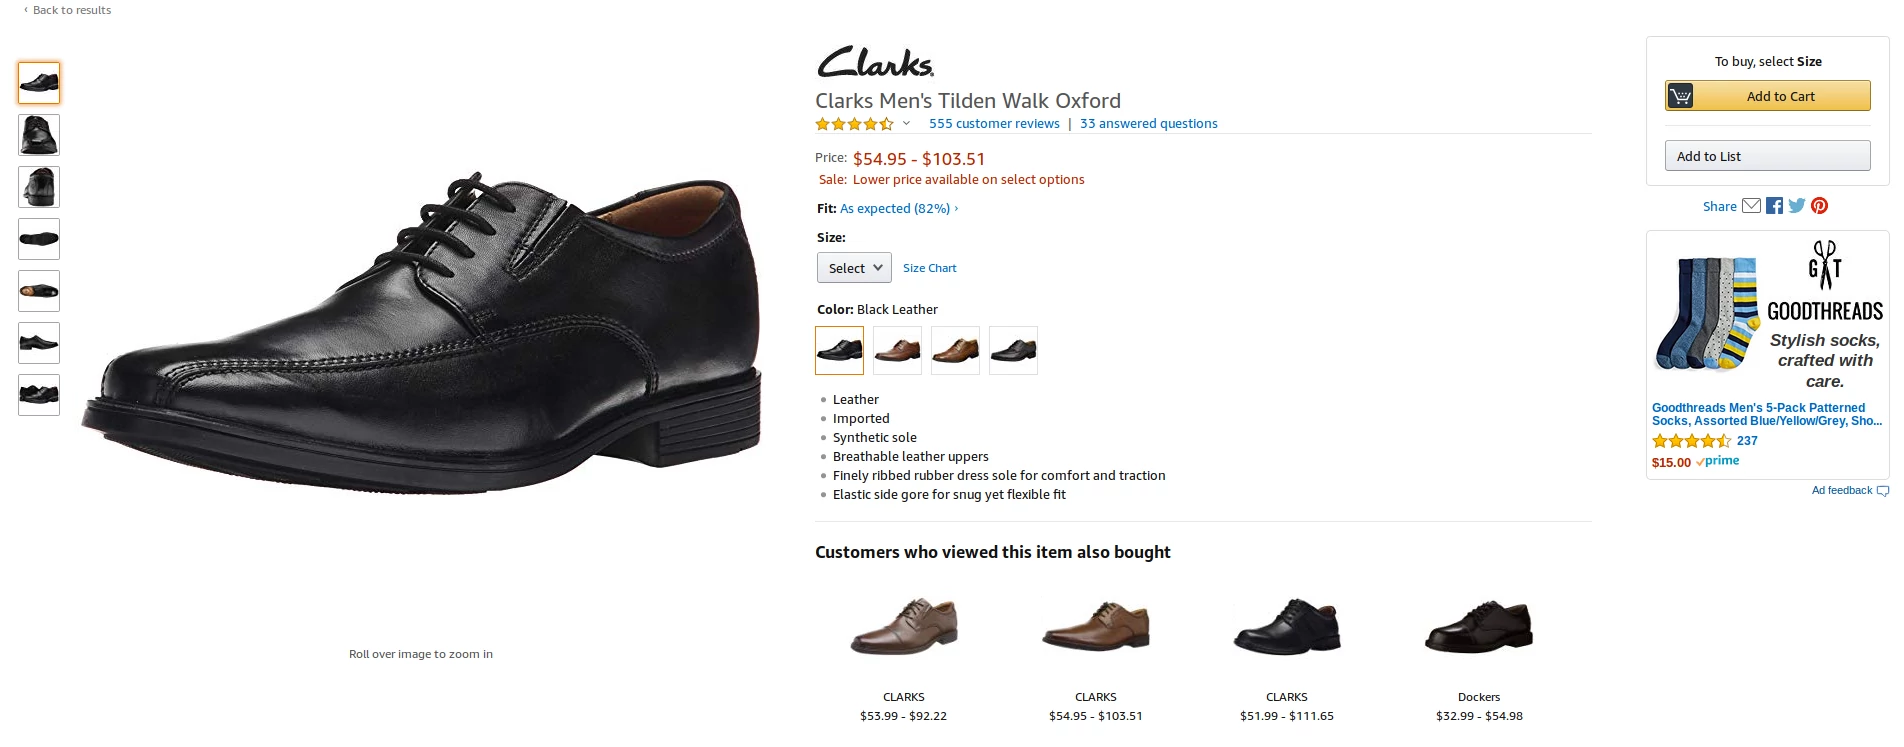 ‹ Back to results
Clarks.
Clarks Men's Tilden Walk Oxford
555 customer reviews | 33 answered questions
Price: $54.95 - $103.51
Sale: Lower price available on select options
Fit: As expected (82%) ›
Size:
Select
Size Chart
Color: Black Leather
Leather
Imported
Synthetic sole
Breathable leather uppers
Finely ribbed rubber dress sole for comfort and traction
Elastic side gore for snug yet flexible fit
Customers who viewed this item also bought
CLARKS
$53.99 - $92.22
CLARKS
$54.95 - $103.51
CLARKS
$51.99 - $111.65
Dockers
$32.99 - $54.98
Roll over image to zoom in
To buy, select Size
Add to Cart
Add to List
Share
G T
GOODTHREADS
Stylish socks,
crafted with
care.
Goodthreads Men's 5-Pack Patterned
Socks, Assorted Blue/Yellow/Grey, Sho...
237
$15.00 prime
Ad feedback